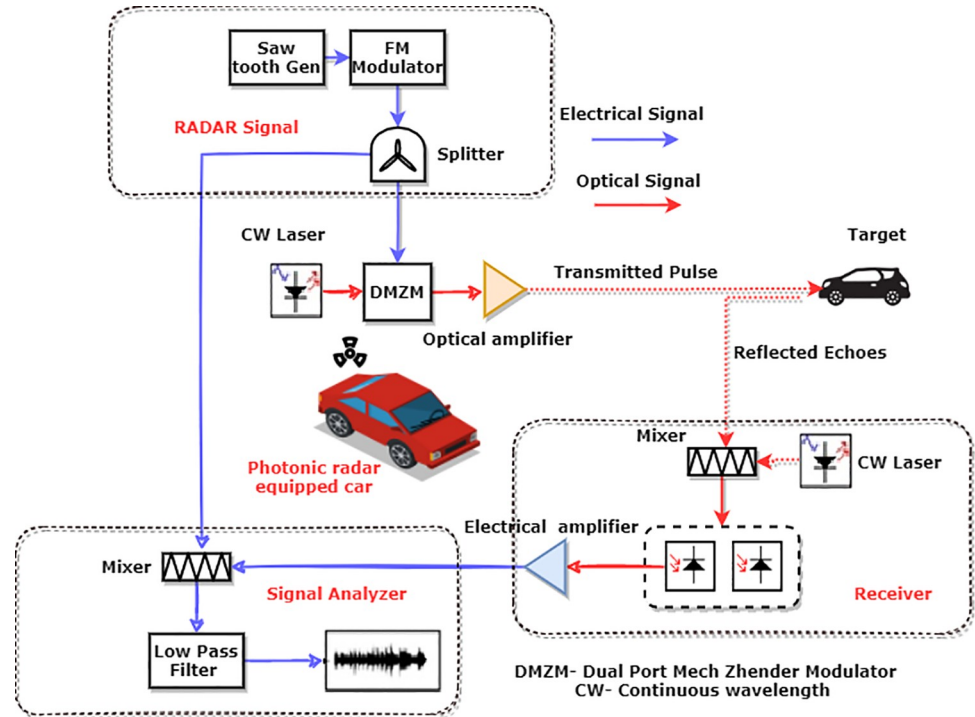 Saw
tooth Gen
FM
Modulator
RADAR Signal
Splitter
Electrical Signal
Optical Signal
CW Laser
DMZM
Optical amplifier
Transmitted Pulse
Target
Reflected Echoes
Photonic radar
equipped car
Mixer
CW Laser
Electrical amplifier
Receiver
Mixer
Signal Analyzer
Low Pass
Filter
DMZM- Dual Port Mech Zhender Modulator
CW- Continuous wavelength